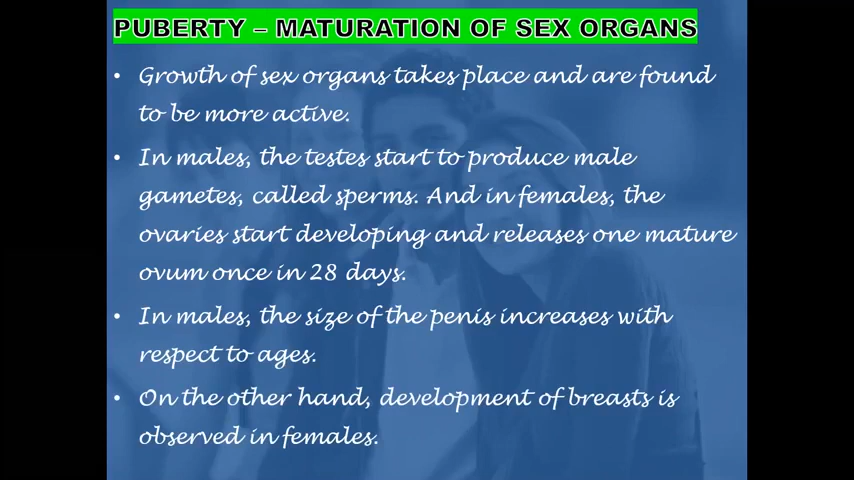 PUBERTY – MATURATION OF SEX ORGANS
• Growth of sex organs takes place and are found
to be more active.
• In males, the testes start to produce male
gametes, called sperms. And in females, the
ovaries start developing and releases one mature
ovum once in 28 days.
• In males, the size of the penis increases with
respect to ages.
• On the other hand, development of breasts is
observed in females.